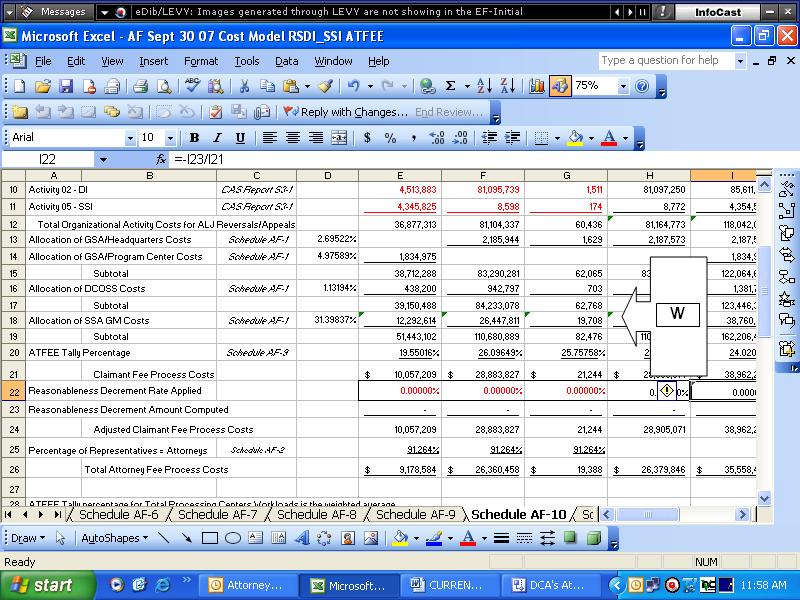 Messages eDib/LEVY: Images generated through LEVY are not showing in the EF-Initial InfoCast
Microsoft Excel - AF Sept 30 07 Cost Model RSDI_SSI ATFEE
File Edit View Insert Format Tools Data Window Help Type a question for help
75%
Reply with Changes... End Review...
Arial 10 B I U $ % ,
I22 fx =-I23/I21
A B C D E F G H I
10 Activity 02 - DI CAS Report S3-1 4,513,883 81,095,739 1,511 81,097,250 85,611,
11 Activity 05 - SSI CAS Report S3-1 4,345,825 8,598 174 8,772 4,354,5
12 Total Organizational Activity Costs for ALJ Reversals/Appeals 36,877,313 81,104,337 60,436 81,164,773 118,042,0
13 Allocation of GSA/Headquarters Costs Schedule AF-1 2.69522% 2,185,944 1,629 2,187,573 2,187,5
14 Allocation of GSA/Program Center Costs Schedule AF-1 4.97589% 1,834,975 1,834,9
15 Subtotal 38,712,288 83,290,281 62,065 83 122,064,6
16 Allocation of DCOSS Costs Schedule AF-1 1.13194% 438,200 942,797 703 1,381,7
17 Subtotal 39,150,488 84,233,078 62,768 84 123,446,3
18 Allocation of SSA GM Costs Schedule AF-1 31.39837% 12,292,614 26,447,811 19,708 38,760,
W
19 Subtotal 51,443,102 110,680,889 82,476 110 162,206,4
20 ATFEE Tally Percentage Schedule AF-9 19.55016% 26.09649% 25.75758% 2 24.020
21 Claimant Fee Process Costs $ 10,057,209 $ 28,883,827 $ 21,244 $ $ 38,962,2
22 Reasonableness Decrement Rate Applied 0.00000% 0.00000% 0.00000% 0. 0% 0.0000
23 Reasonableness Decrement Amount Computed - - - -
24 Adjusted Claimant Fee Process Costs 10,057,209 28,883,827 21,244 28,905,071 38,962,2
25 Percentage of Representatives = Attorneys Schedule AF-2 91.264% 91.264% 91.264%
26 Total Attorney Fee Process Costs $ 9,178,584 $ 26,360,458 $ 19,388 $ 26,379,846 $ 35,558,4
27
28 ATFEE Tally percentage for Total Processing Centers Workloads is the weighted average
Schedule AF-6 Schedule AF-7 Schedule AF-8 Schedule AF-9 Schedule AF-10 Sc
Draw AutoShapes
Ready NUM
start Attorney... Microsoft... CURREN... DCA's At... 11:58 AM